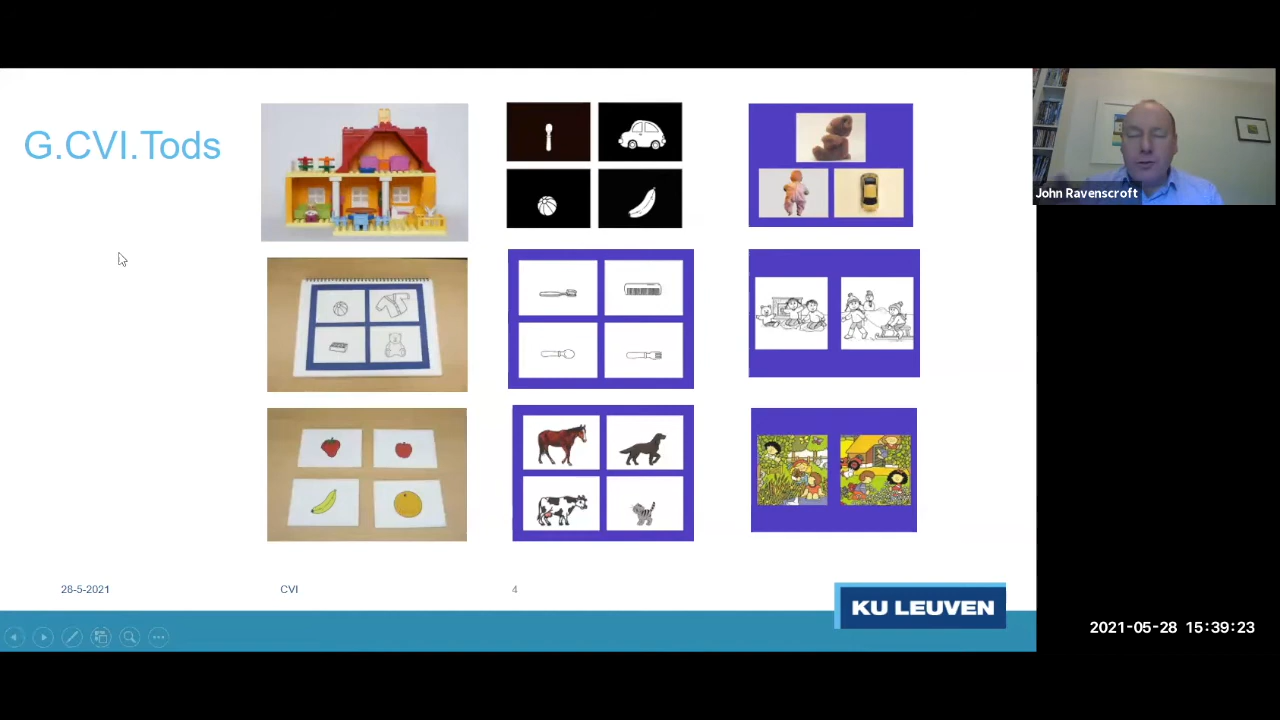 G.CVI.Tods
John Ravenscroft
28-5-2021
CVI
4
KU LEUVEN
2021-05-28 15:39:23